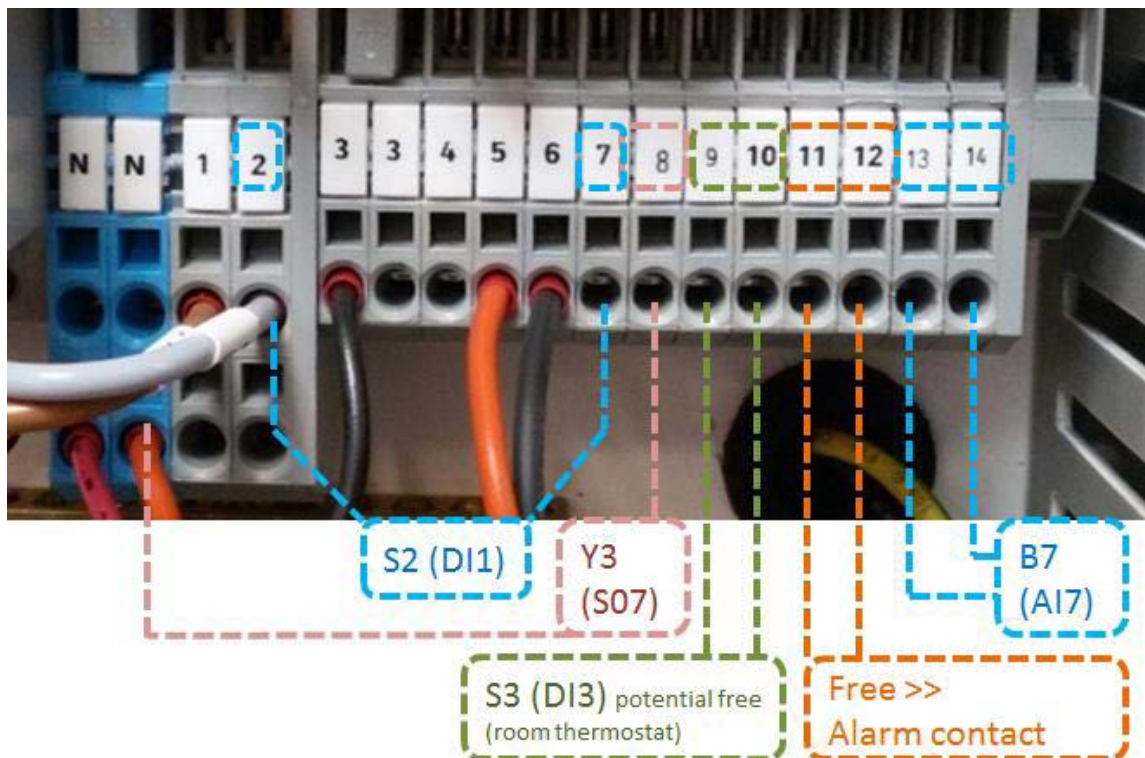 N N 1 2 3 3 4 5 6 7 8 9 10 11 12 13 14
S2 (DI1)
Y3
(S07)
B7
(AI7)
S3 (DI3) potential free
(room thermostat)
Free >>
Alarm contact